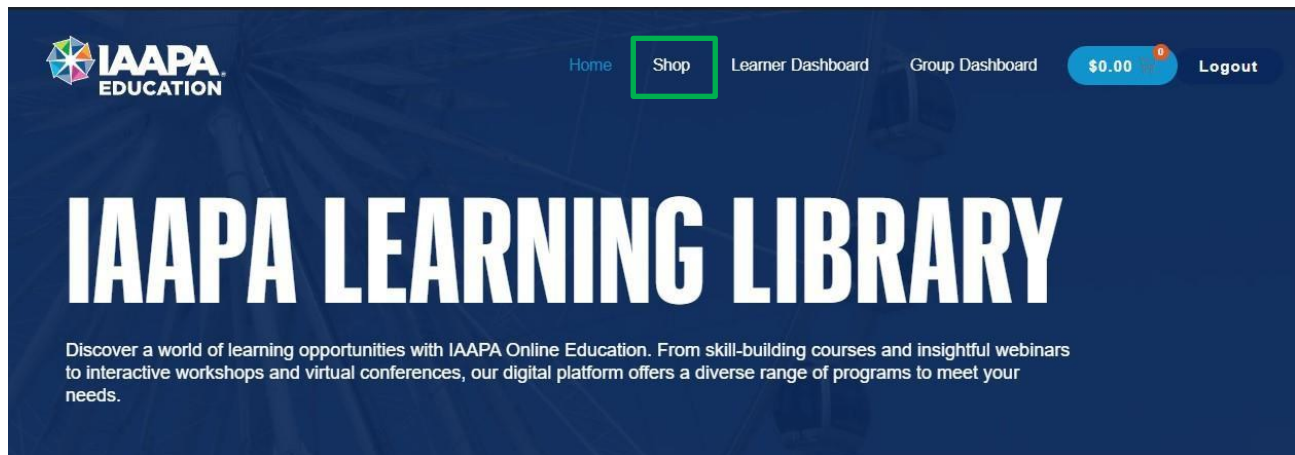 IAAPA.
EDUCATION
Home Shop Learner Dashboard Group Dashboard $0.00 0 Logout
IAAPA LEARNING LIBRARY
Discover a world of learning opportunities with IAAPA Online Education. From skill-building courses and insightful webinars
to interactive workshops and virtual conferences, our digital platform offers a diverse range of programs to meet your
needs.